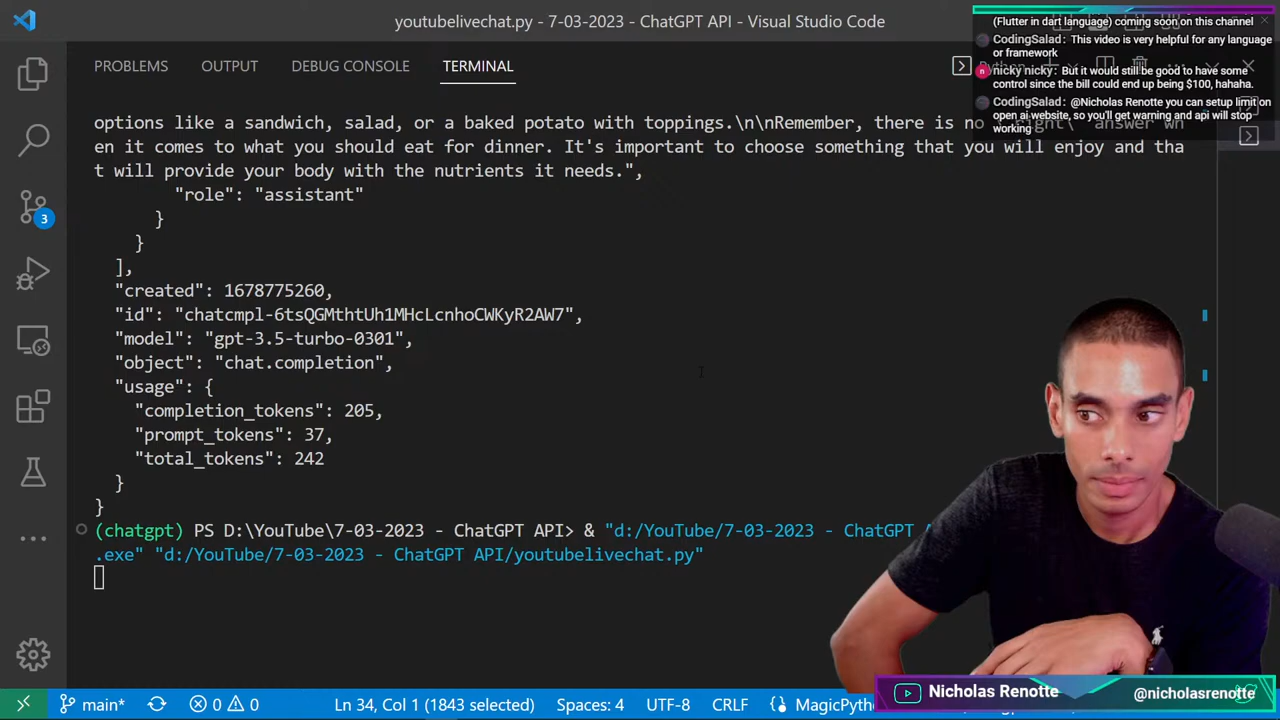 youtubelivechat.py - 7-03-2023 - ChatGPT API - Visual Studio Code
(Flutter in dart language) coming soon on this channel
CodingSalad: This video is very helpful for any language
or framework
nicky nicky: But it would still be good to have some
control since the bill could end up being $100, hahaha.
CodingSalad: @Nicholas Renotte you can setup limit on
open ai website, so you'll get warning and api will stop
working
PROBLEMS OUTPUT DEBUG CONSOLE TERMINAL
options like a sandwich, salad, or a baked potato with toppings.\n\nRemember, there is no answer wh
en it comes to what you should eat for dinner. It's important to choose something that you will enjoy and tha
t will provide your body with the nutrients it needs.",
"role": "assistant"
}
}
],
"created": 1678775260,
"id": "chatcmpl-6tsQGMthtUh1MHcLcnhoCWKyR2AW7",
"model": "gpt-3.5-turbo-0301",
"object": "chat.completion",
"usage": {
"completion_tokens": 205,
"prompt_tokens": 37,
"total_tokens": 242
}
}
(chatgpt) PS D:\YouTube\7-03-2023 - ChatGPT API> & "d:/YouTube/7-03-2023 - ChatGPT
.exe" "d:/YouTube/7-03-2023 - ChatGPT API/youtubelivechat.py"
3
main* 0 0 Ln 34, Col 1 (1843 selected) Spaces: 4 UTF-8 CRLF MagicPyth
Nicholas Renotte @nicholasrenotte